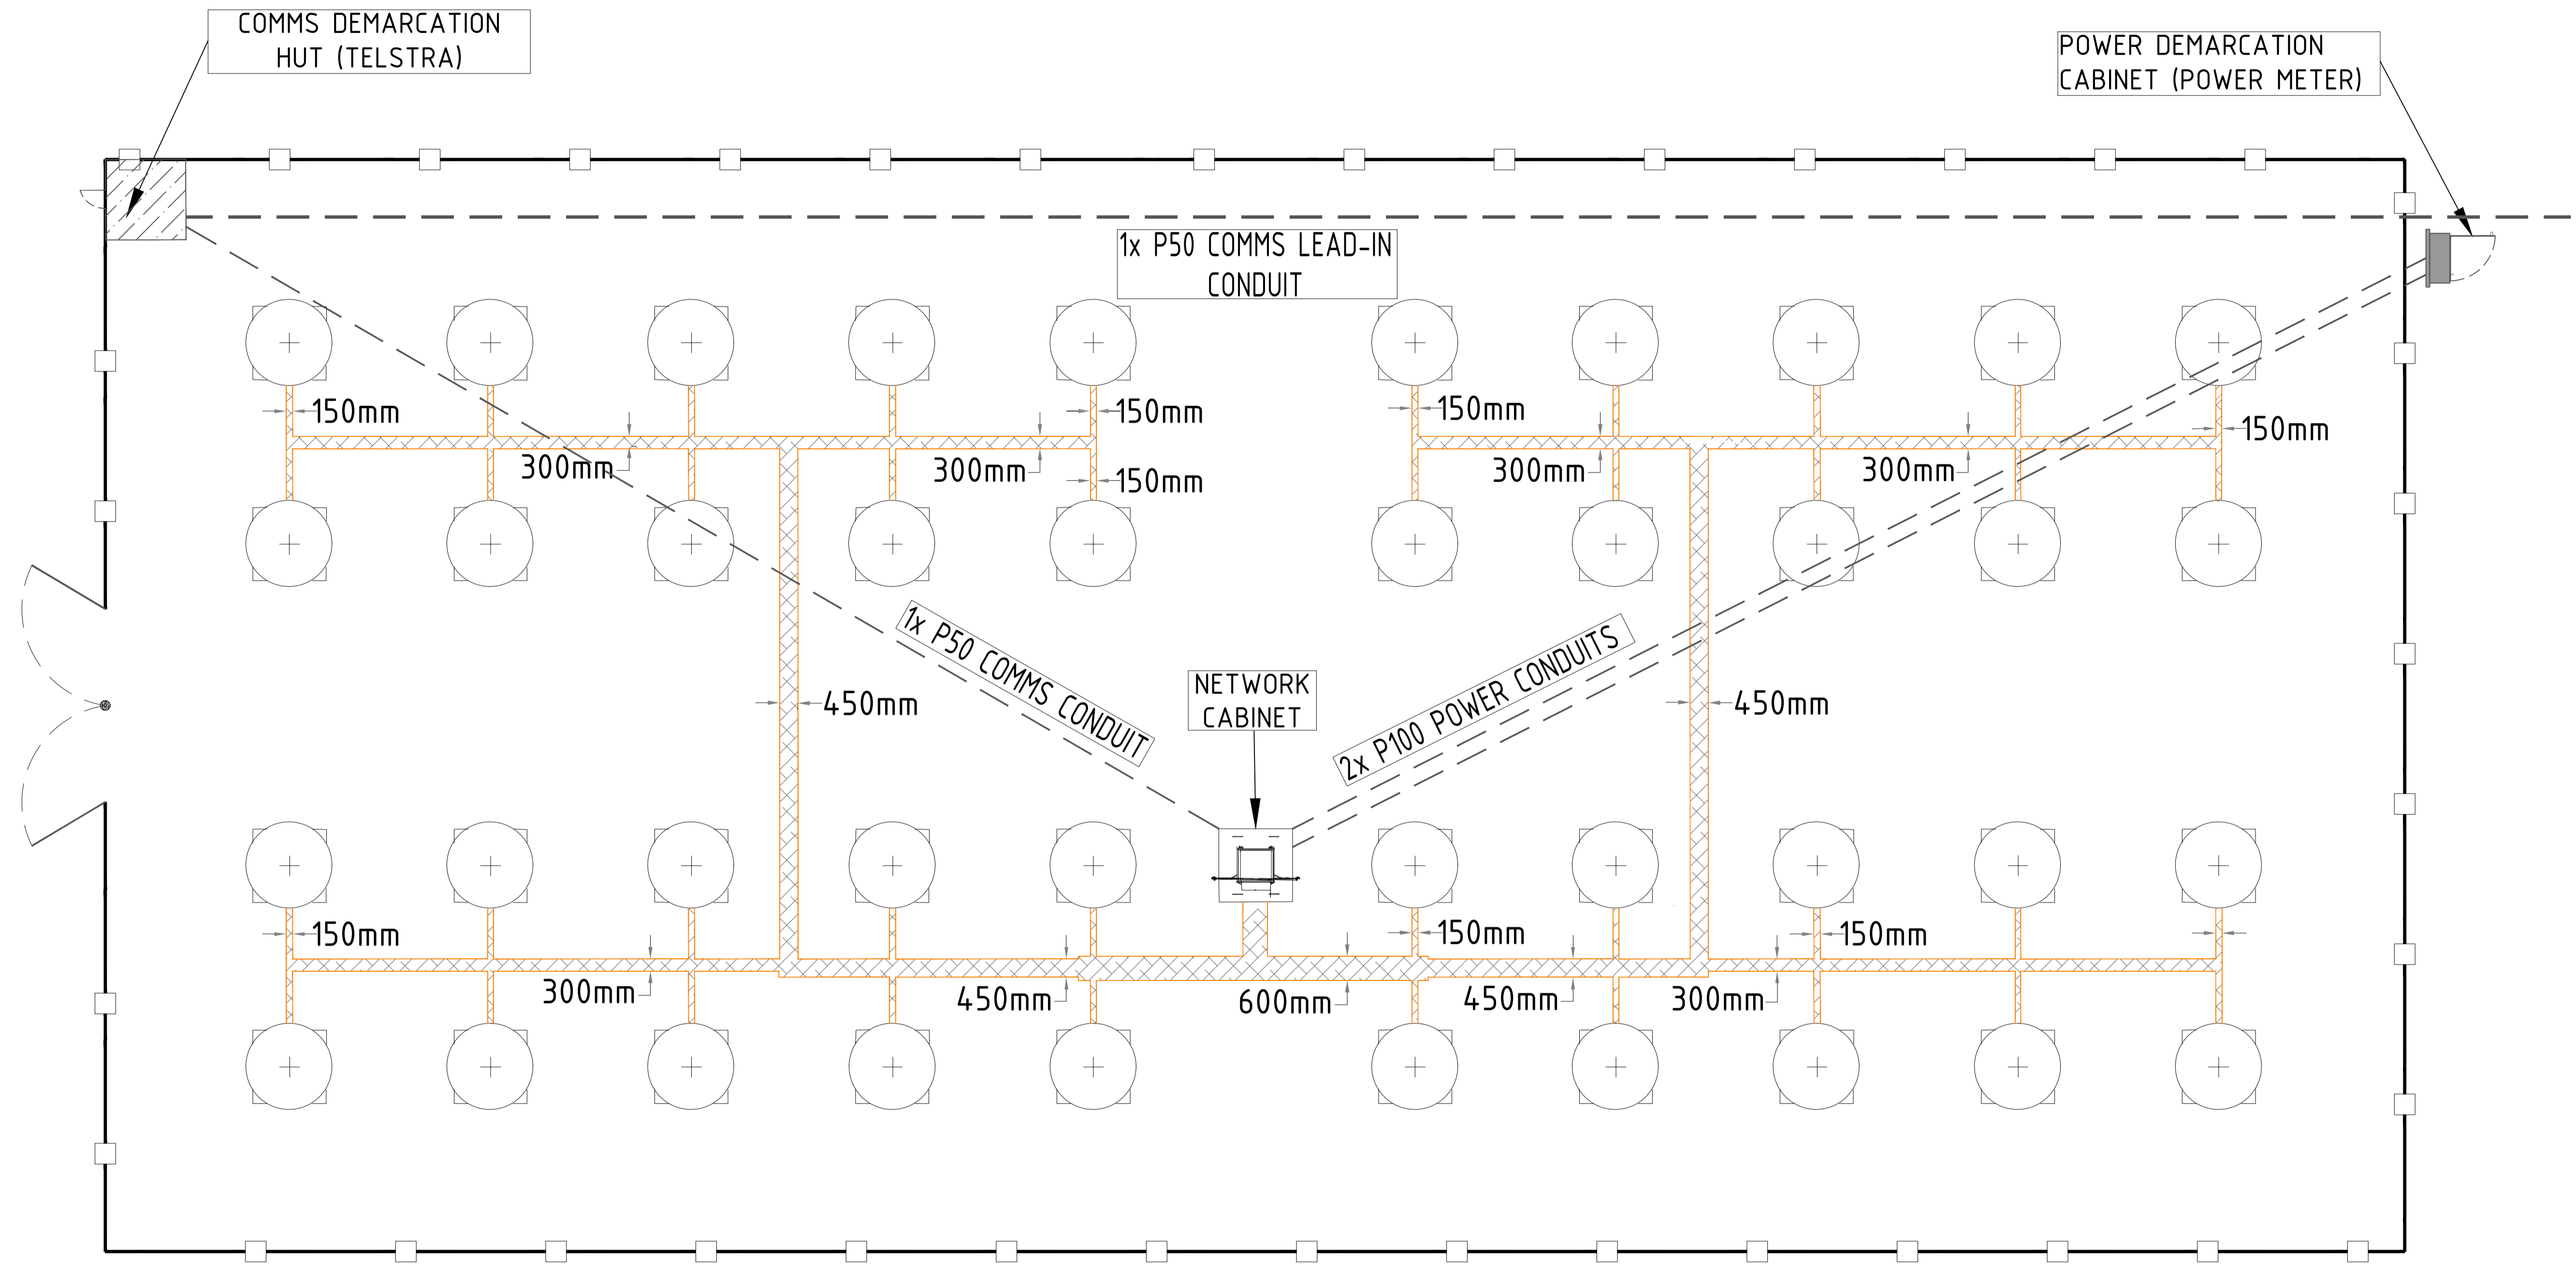 COMMS DEMARCATION
HUT (TELSTRA)
POWER DEMARCATION
CABINET (POWER METER)
1x P50 COMMS LEAD-IN
CONDUIT
150mm
150mm
150mm
150mm
300mm
300mm
300mm
300mm
150mm
1x P50 COMMS CONDUIT
2x P100 POWER CONDUITS
NETWORK
CABINET
450mm
450mm
150mm
150mm
150mm
300mm
450mm
600mm
450mm
300mm